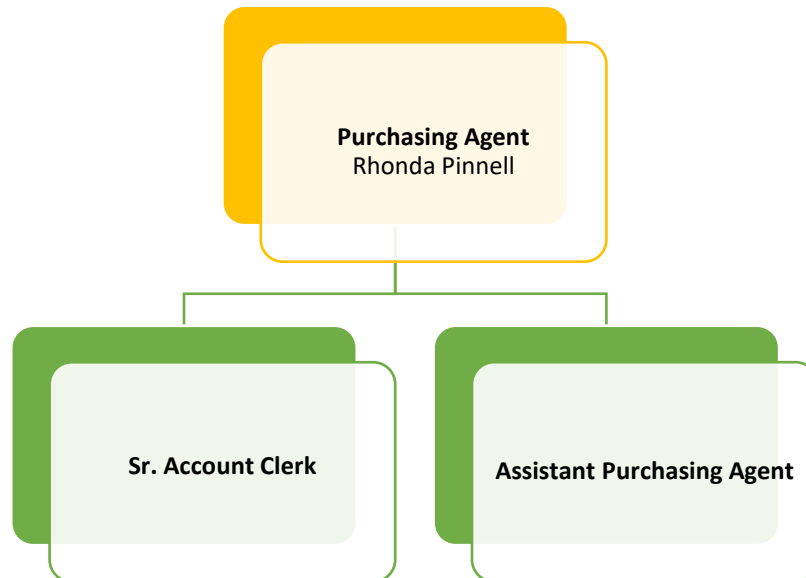 Purchasing Agent
Rhonda Pinnell
Sr. Account Clerk
Assistant Purchasing Agent